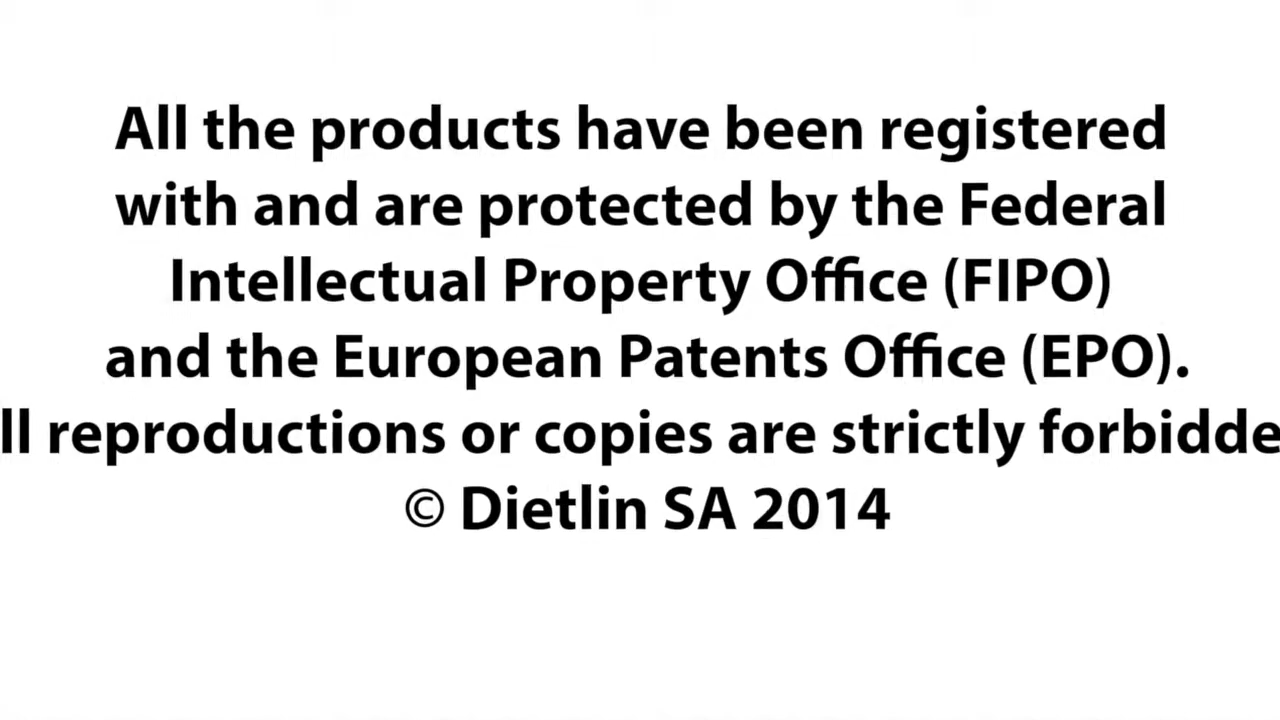 All the products have been registered
with and are protected by the Federal
Intellectual Property Office (FIPO)
and the European Patents Office (EPO).
ll reproductions or copies are strictly forbidde
© Dietlin SA 2014